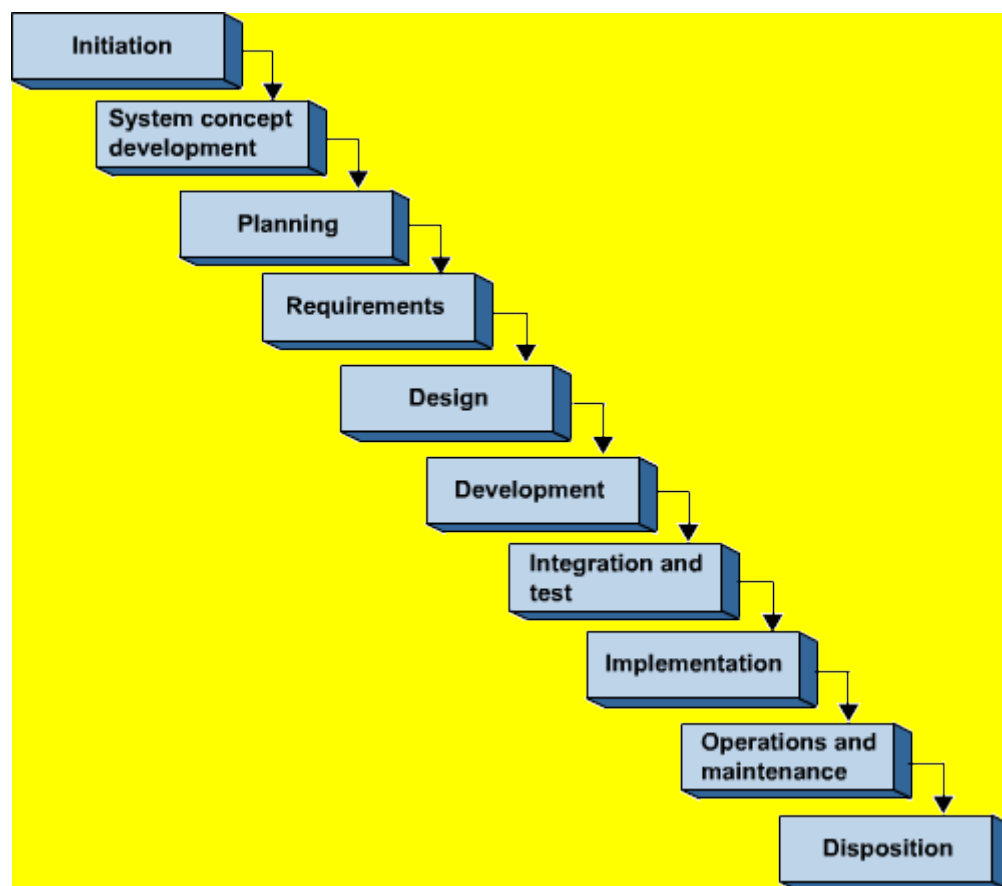 Initiation
System concept
development
Planning
Requirements
Design
Development
Integration and
test
Implementation
Operations and
maintenance
Disposition